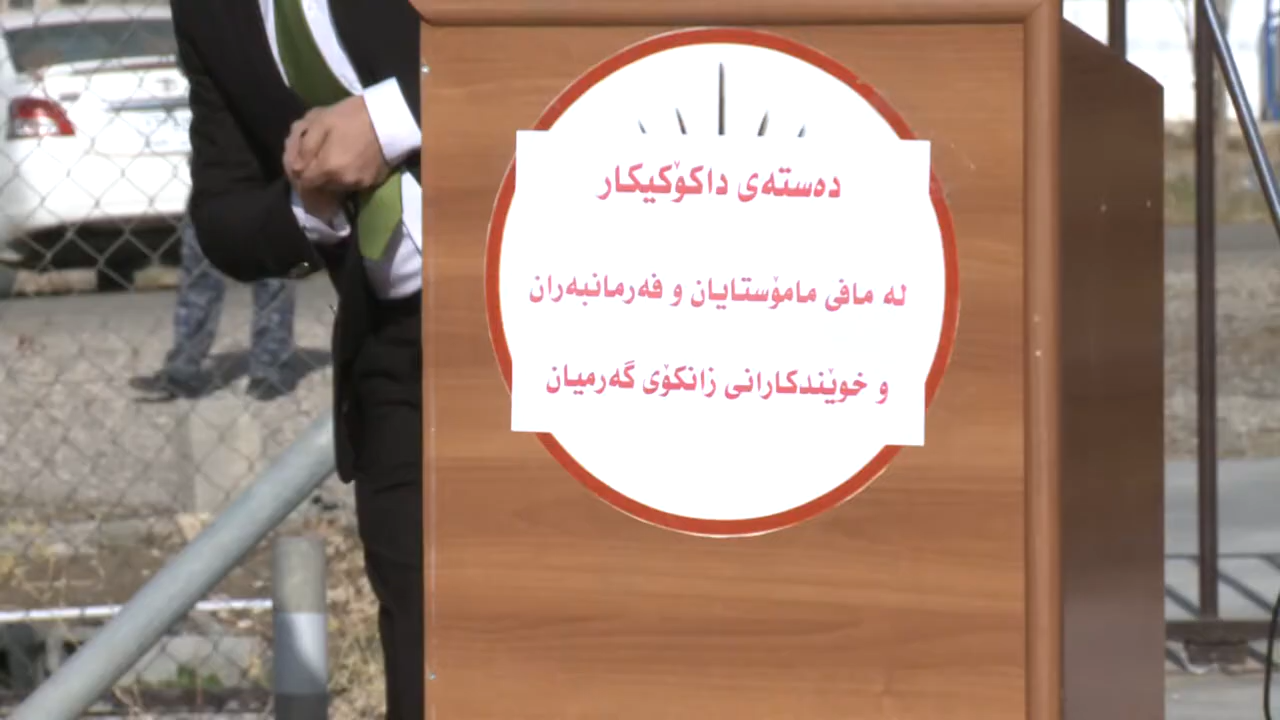 دەستەی داکۆکیکار
لە مافی مامۆستایان و فەرمانبەران
و خوێندکارانی زانکۆی گەرمیان